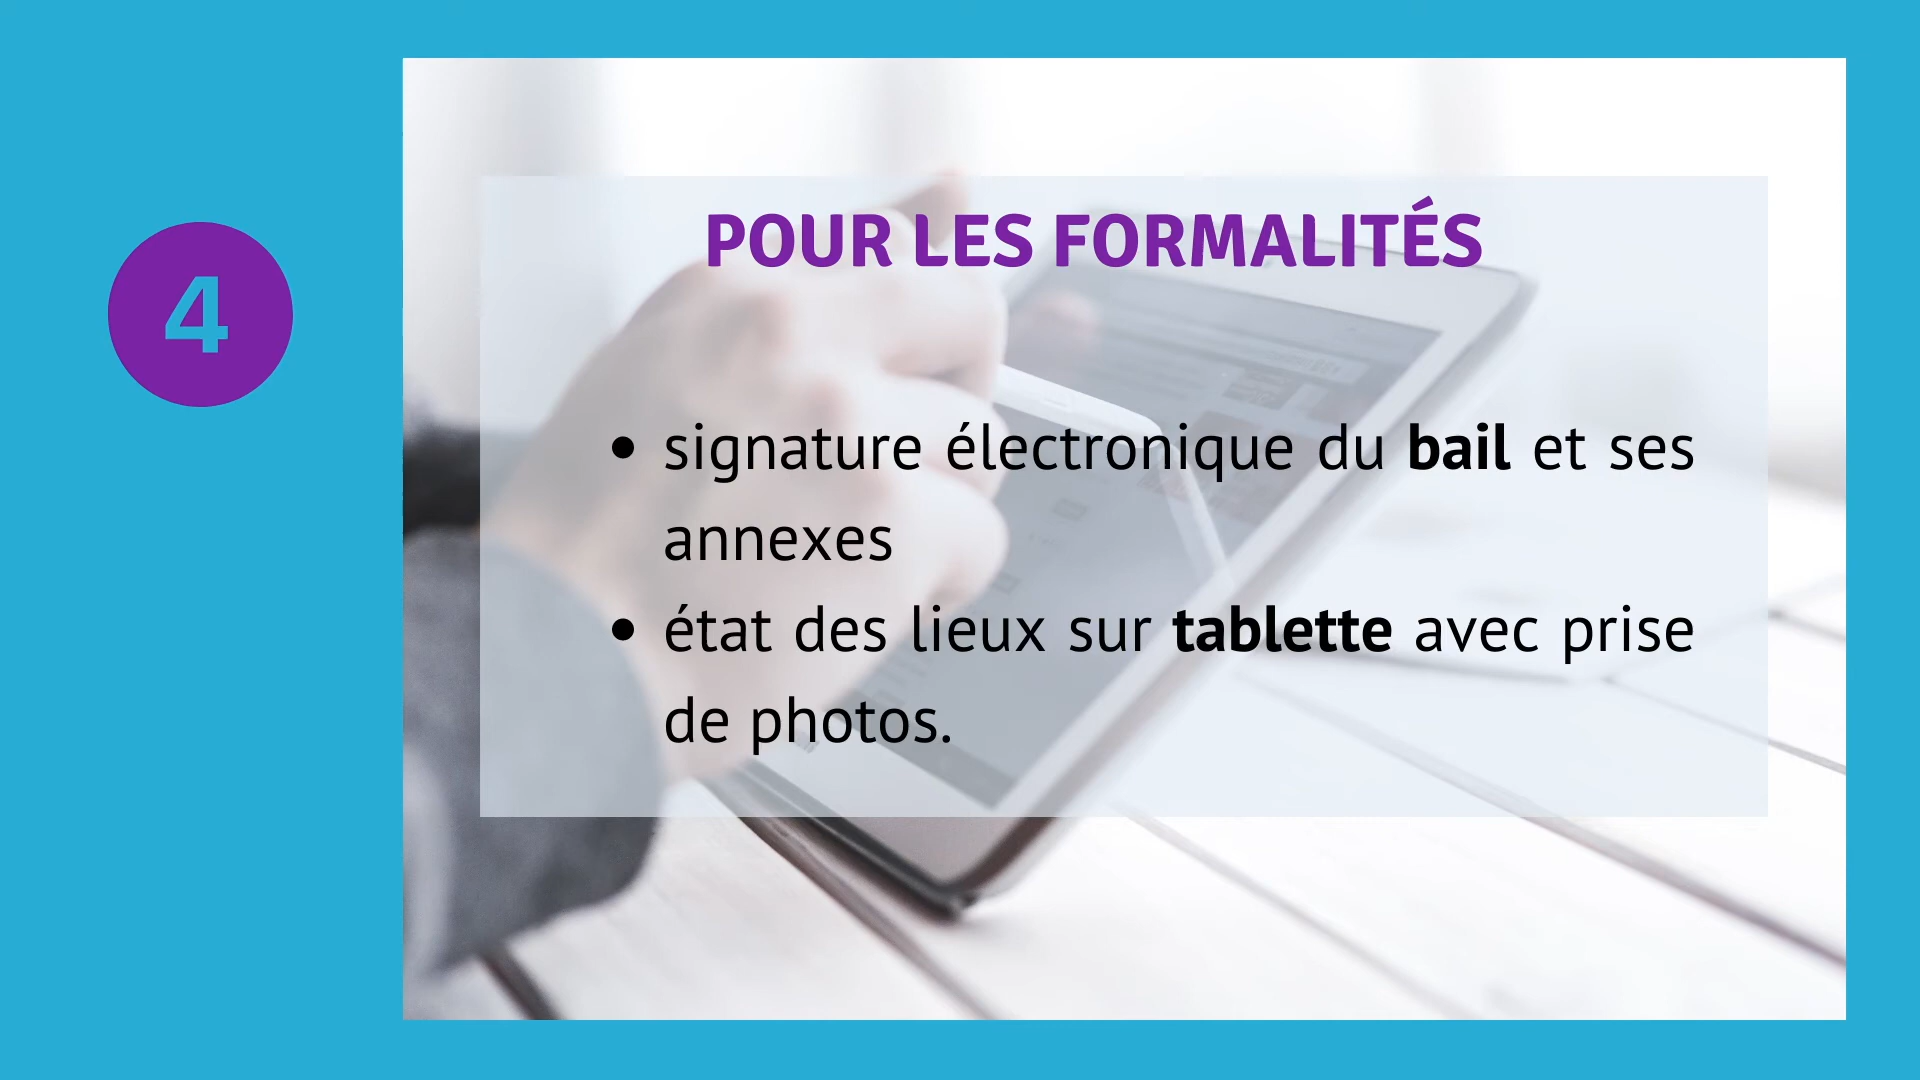 4
POUR LES FORMALITÉS
• signature électronique du bail et ses
annexes
• état des lieux sur tablette avec prise
de photos.